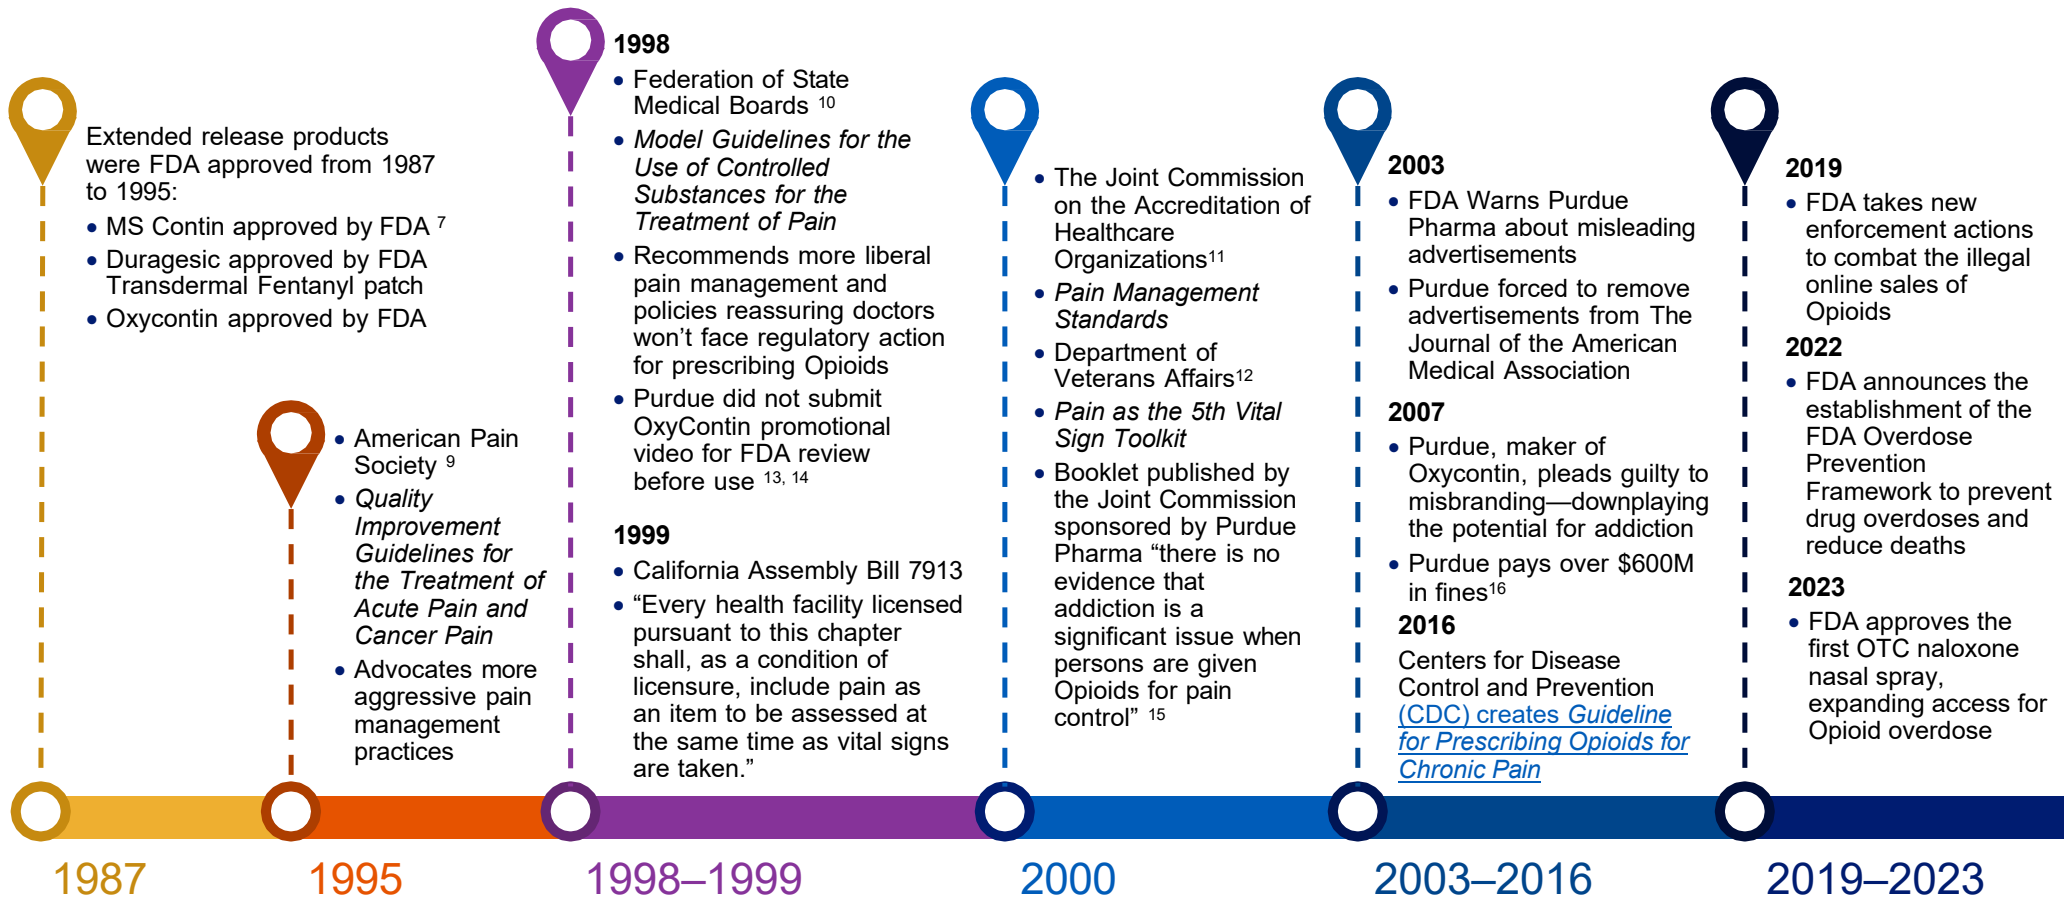 Extended release products
were FDA approved from 1987
to 1995:
• MS Contin approved by FDA 7
• Duragesic approved by FDA
Transdermal Fentanyl patch
• Oxycontin approved by FDA
1987
• American Pain
Society 9
• Quality
Improvement
Guidelines for
the Treatment of
Acute Pain and
Cancer Pain
• Advocates more
aggressive pain
management
practices
1995
1998
• Federation of State
Medical Boards 10
• Model Guidelines for the
Use of Controlled
Substances for the
Treatment of Pain
• Recommends more liberal
pain management and
policies reassuring doctors
won’t face regulatory action
for prescribing Opioids
• Purdue did not submit
OxyContin promotional
video for FDA review
before use 13, 14
1999
• California Assembly Bill 7913
• “Every health facility licensed
pursuant to this chapter
shall, as a condition of
licensure, include pain as
an item to be assessed at
the same time as vital signs
are taken.”
1998–1999
• The Joint Commission
on the Accreditation of
Healthcare
Organizations11
• Pain Management
Standards
• Department of
Veterans Affairs12
• Pain as the 5th Vital
Sign Toolkit
• Booklet published by
the Joint Commission
sponsored by Purdue
Pharma “there is no
evidence that
addiction is a
significant issue when
persons are given
Opioids for pain
control” 15
2000
2003
• FDA Warns Purdue
Pharma about misleading
advertisements
• Purdue forced to remove
advertisements from The
Journal of the American
Medical Association
2007
• Purdue, maker of
Oxycontin, pleads guilty to
misbranding—downplaying
the potential for addiction
• Purdue pays over $600M
in fines16
2016
Centers for Disease
Control and Prevention
(CDC) creates Guideline
for Prescribing Opioids for
Chronic Pain
2003–2016
2019
• FDA takes new
enforcement actions
to combat the illegal
online sales of
Opioids
2022
• FDA announces the
establishment of the
FDA Overdose
Prevention
Framework to prevent
drug overdoses and
reduce deaths
2023
• FDA approves the
first OTC naloxone
nasal spray,
expanding access for
Opioid overdose
2019–2023